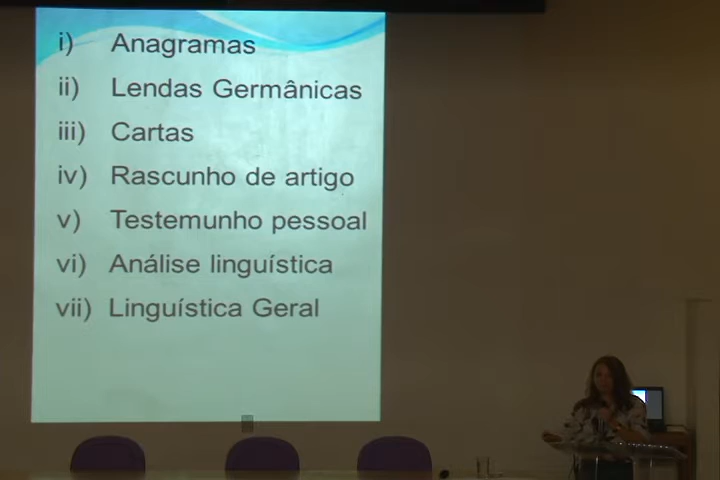 i) Anagramas
ii) Lendas Germânicas
iii) Cartas
iv) Rascunho de artigo
v) Testemunho pessoal
vi) Análise linguística
vii) Linguística Geral